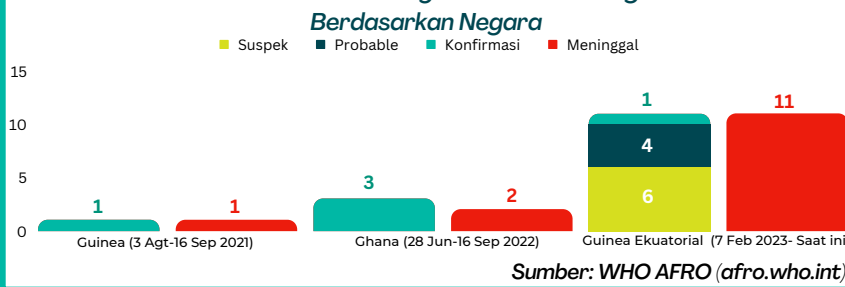 Berdasarkan Negara
Suspek Probable Konfirmasi Meninggal
15
10
5
0
1
1
3
2
1
4
6
11
Guinea (3 Agt-16 Sep 2021)
Ghana (28 Jun-16 Sep 2022)
Guinea Ekuatorial (7 Feb 2023- Saat ini
Sumber: WHO AFRO (afro.who.int)